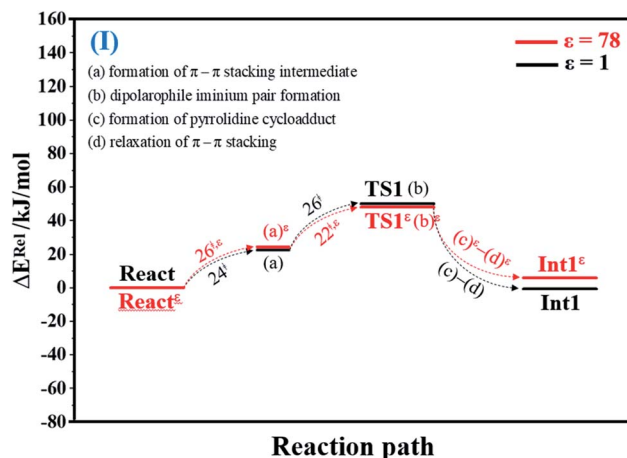 160
140
120
100
80
60
40
20
0
-20
-40
-60
-80
ΔE^Rel /kJ/mol
(I)
ε = 78
ε = 1
(a) formation of π – π stacking intermediate
(b) dipolarophile iminium pair formation
(c) formation of pyrrolidine cycloadduct
(d) relaxation of π – π stacking
React
React^ε
26^‡,ε
24^‡
(a)^ε
(a)
26^‡
22^‡,ε
TS1 (b)
TS1^ε (b)^ε
(c)^ε–(d)^ε
(c)–(d)
Int1^ε
Int1
Reaction path